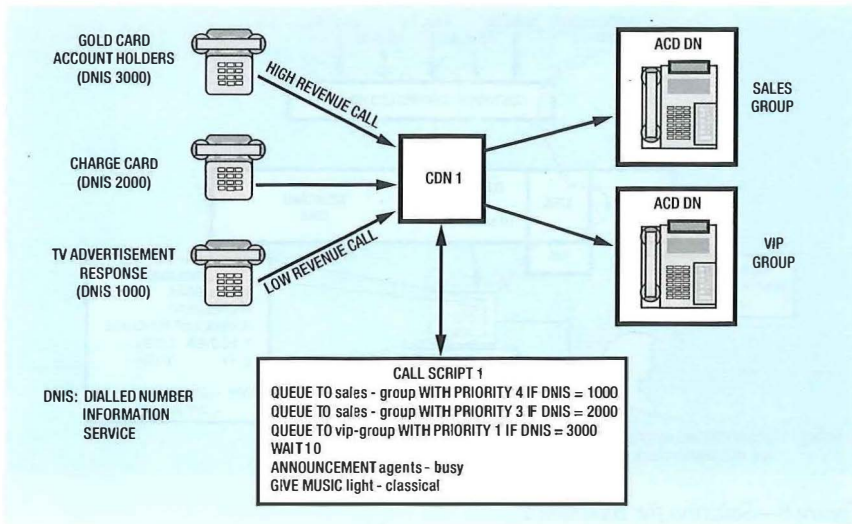 GOLD CARD
ACCOUNT HOLDERS
(DNIS 3000)
HIGH REVENUE CALL
CHARGE CARD
(DNIS 2000)
TV ADVERTISEMENT
RESPONSE
(DNIS 1000)
LOW REVENUE CALL
CDN 1
ACD DN
SALES
GROUP
ACD DN
VIP
GROUP
DNIS: DIALLED NUMBER
INFORMATION
SERVICE
CALL SCRIPT 1
QUEUE TO sales - group WITH PRIORITY 4 IF DNIS = 1000
QUEUE TO sales - group WITH PRIORITY 3 IF DNIS = 2000
QUEUE TO vip-group WITH PRIORITY 1 IF DNIS = 3000
WAIT 10
ANNOUNCEMENT agents - busy
GIVE MUSIC light - classical